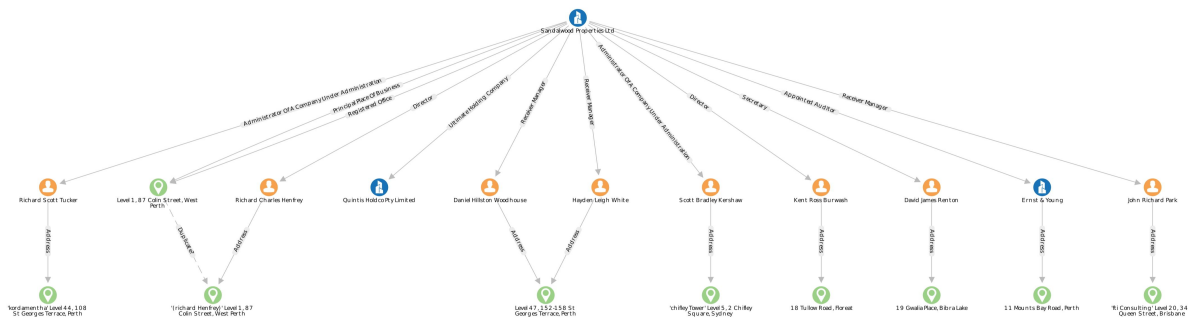 Sandalwood Properties Ltd
Administrator Of A Company Under Administration
Principal Place Of Business
Registered Office
Director
Ultimate Holding Company
Receiver Manager
Receiver Manager
Administrator Of A Company Under Administration
Director
Secretary
Appointed Auditor
Receiver Manager
Richard Scott Tucker
Level 1, 87 Colin Street, West
Perth
Richard Charles Henfrey
Quintis Holdco Pty Limited
Daniel Hillston Woodhouse
Hayden Leigh White
Scott Bradley Kershaw
Kent Ross Burwash
David James Renton
Ernst & Young
John Richard Park
Address
Duplicate?
Address
Address
Address
Address
Address
Address
Address
Address
'kordamentha' Level 44, 108
St Georges Terrace, Perth
'(richard Henfrey)' Level 1, 87
Colin Street, West Perth
Level 47, 152-158 St
Georges Terrace, Perth
'chifley Tower' Level 5, 2 Chifley
Square, Sydney
18 Tullow Road, Floreat
19 Gwalia Place, Bibra Lake
11 Mounts Bay Road, Perth
'fti Consulting' Level 20, 34
Queen Street, Brisbane